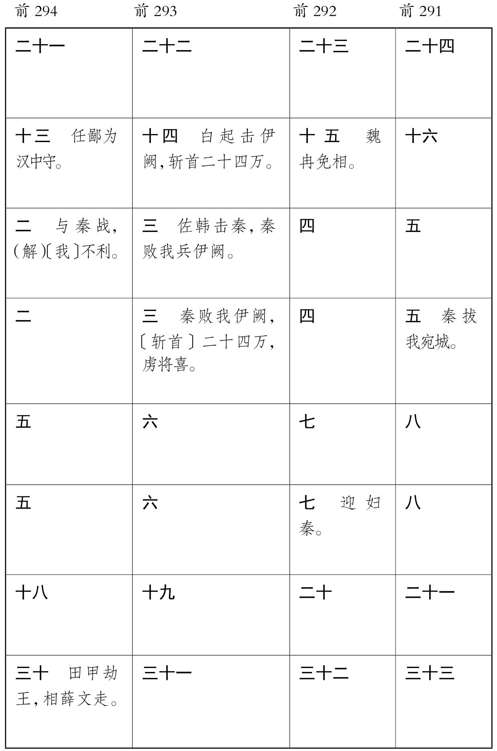 前 294 前 293 前 292 前 291
二十一 二十二 二十三 二十四
十三 任鄙为
汉中守。
十四 白起击伊
阙，斩首二十四万。
十五 魏
冉免相。
十六
二 与秦战，
（解）〔我〕不利。
三 佐韩击秦，秦
败我兵伊阙。
四
五
二
三 秦败我伊阙，
〔斩首〕二十四万，
虏将喜。
四
五 秦拔
我宛城。
五 六 七 八
五
六
七 迎妇
秦。
八
十八 十九 二十 二十一
三十 田甲劫
王，相薛文走。
三十一
三十二
三十三